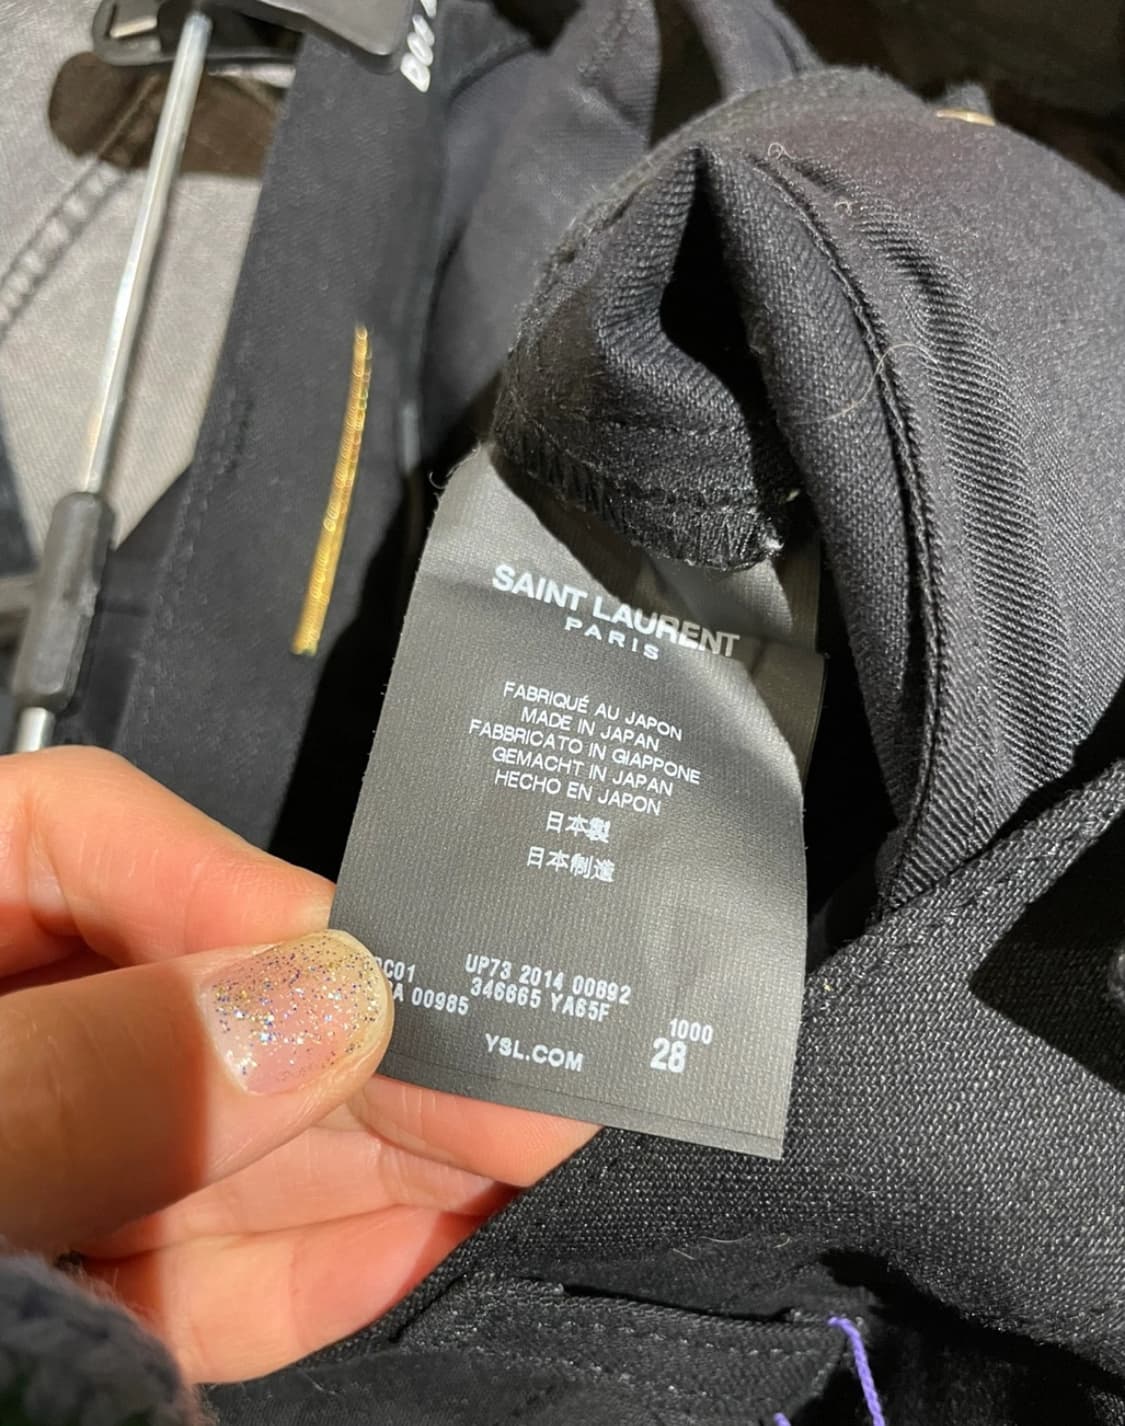 SAINT LAURENT
PARIS
FABRIQUÉ AU JAPON
MADE IN JAPAN
FABBRICATO IN GIAPPONE
GEMACHT IN JAPAN
HECHO EN JAPON
日本製
日本制造
UP73 2014 00892
346665 YA65F
00985
1000
YSL.COM
28